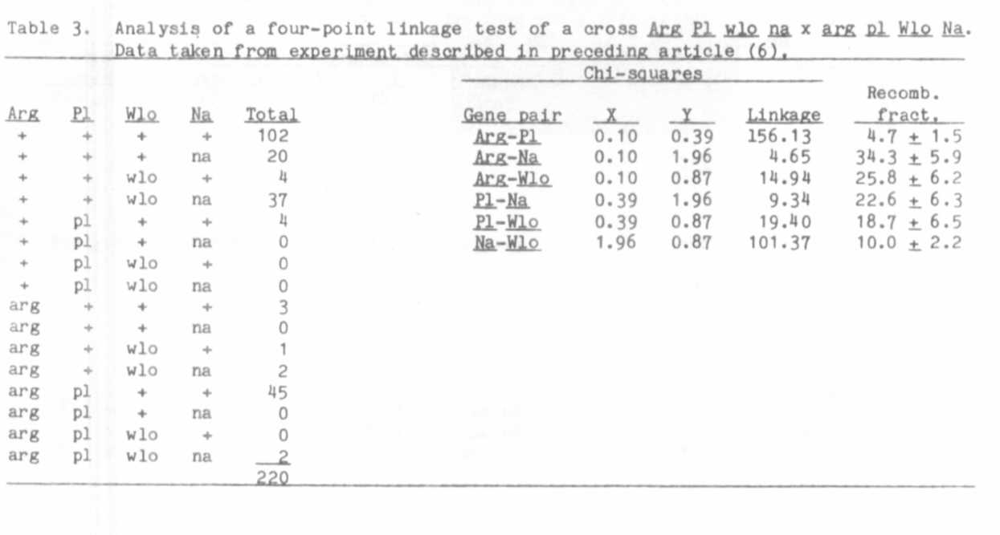 Table 3. Analysis of a four-point linkage test of a cross Arg Pl wlo na x arg pl Wlo Na.
Data taken from experiment described in preceding article (6).
Chi-squares
Recomb.
Arg Pl Wlo Na Total Gene pair X Y Linkage fract.
+ + + + 102 Arg-Pl 0.10 0.39 156.13 4.7 ± 1.5
+ + + na 20 Arg-Na 0.10 1.96 4.65 34.3 ± 5.9
+ + wlo + 4 Arg-Wlo 0.10 0.87 14.94 25.8 ± 6.2
+ + wlo na 37 Pl-Na 0.39 1.96 9.34 22.6 ± 6.3
+ pl + + 4 Pl-Wlo 0.39 0.87 19.40 18.7 ± 6.5
+ pl + na 0 Na-Wlo 1.96 0.87 101.37 10.0 ± 2.2
+ pl wlo + 0
+ pl wlo na 0
arg + + + 3
arg + + na 0
arg + wlo + 1
arg + wlo na 2
arg pl + + 45
arg pl + na 0
arg pl wlo + 0
arg pl wlo na 2
220